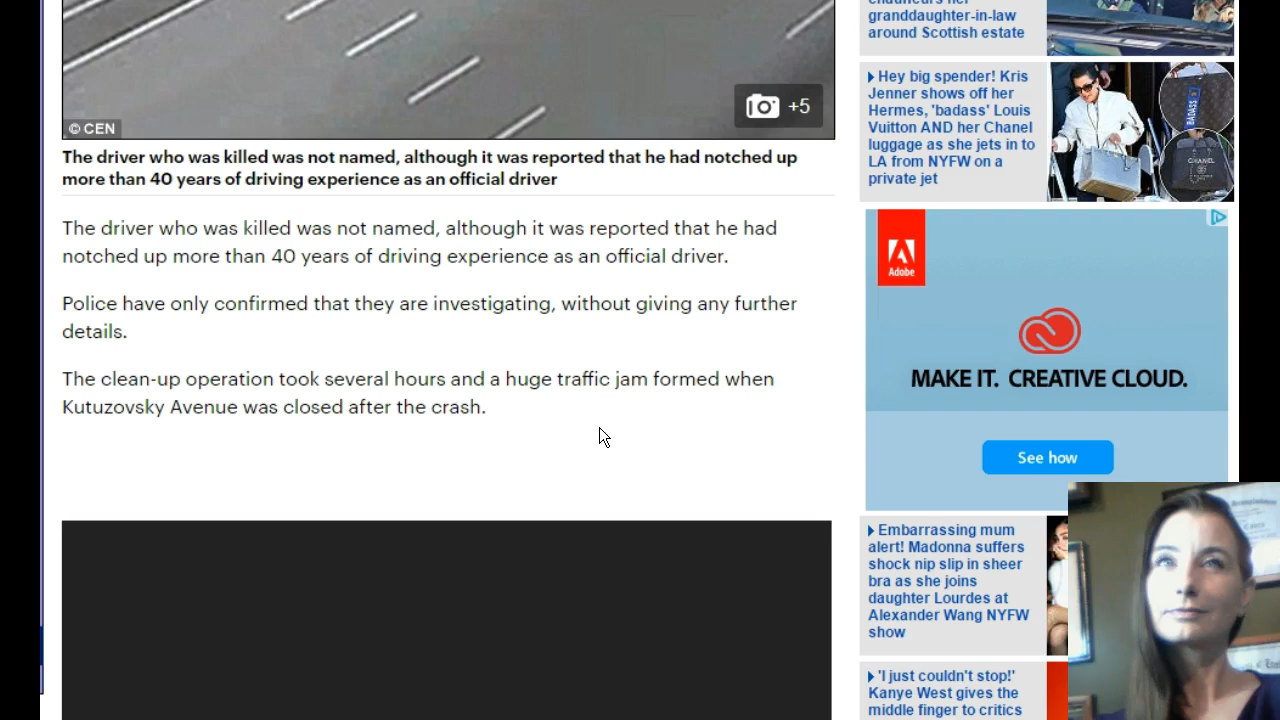 © CEN
+5
The driver who was killed was not named, although it was reported that he had notched up
more than 40 years of driving experience as an official driver
The driver who was killed was not named, although it was reported that he had
notched up more than 40 years of driving experience as an official driver.
Police have only confirmed that they are investigating, without giving any further
details.
The clean-up operation took several hours and a huge traffic jam formed when
Kutuzovsky Avenue was closed after the crash.
granddaughter-in-law
around Scottish estate
Hey big spender! Kris
Jenner shows off her
Hermes, 'badass' Louis
Vuitton AND her Chanel
luggage as she jets in to
LA from NYFW on a
private jet
BADASS
CHANEL
Adobe
MAKE IT. CREATIVE CLOUD.
See how
Embarrassing mum
alert! Madonna suffers
shock nip slip in sheer
bra as she joins
daughter Lourdes at
Alexander Wang NYFW
show
'I just couldn't stop!'
Kanye West gives the
middle finger to critics